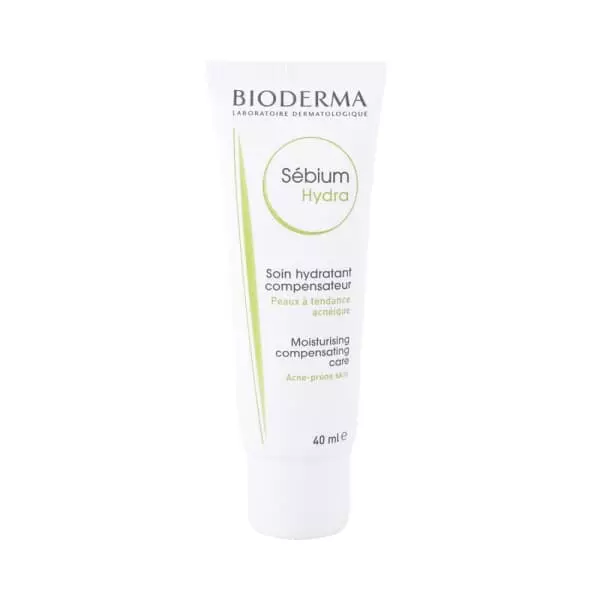 BIODERMA
LABORATOIRE DERMATOLOGIQUE
Sébium
Hydra
Soin hydratant
compensateur
Peaux à tendance
acnéique
Moisturising
compensating
care
Acne-prone skin
40 ml ℮